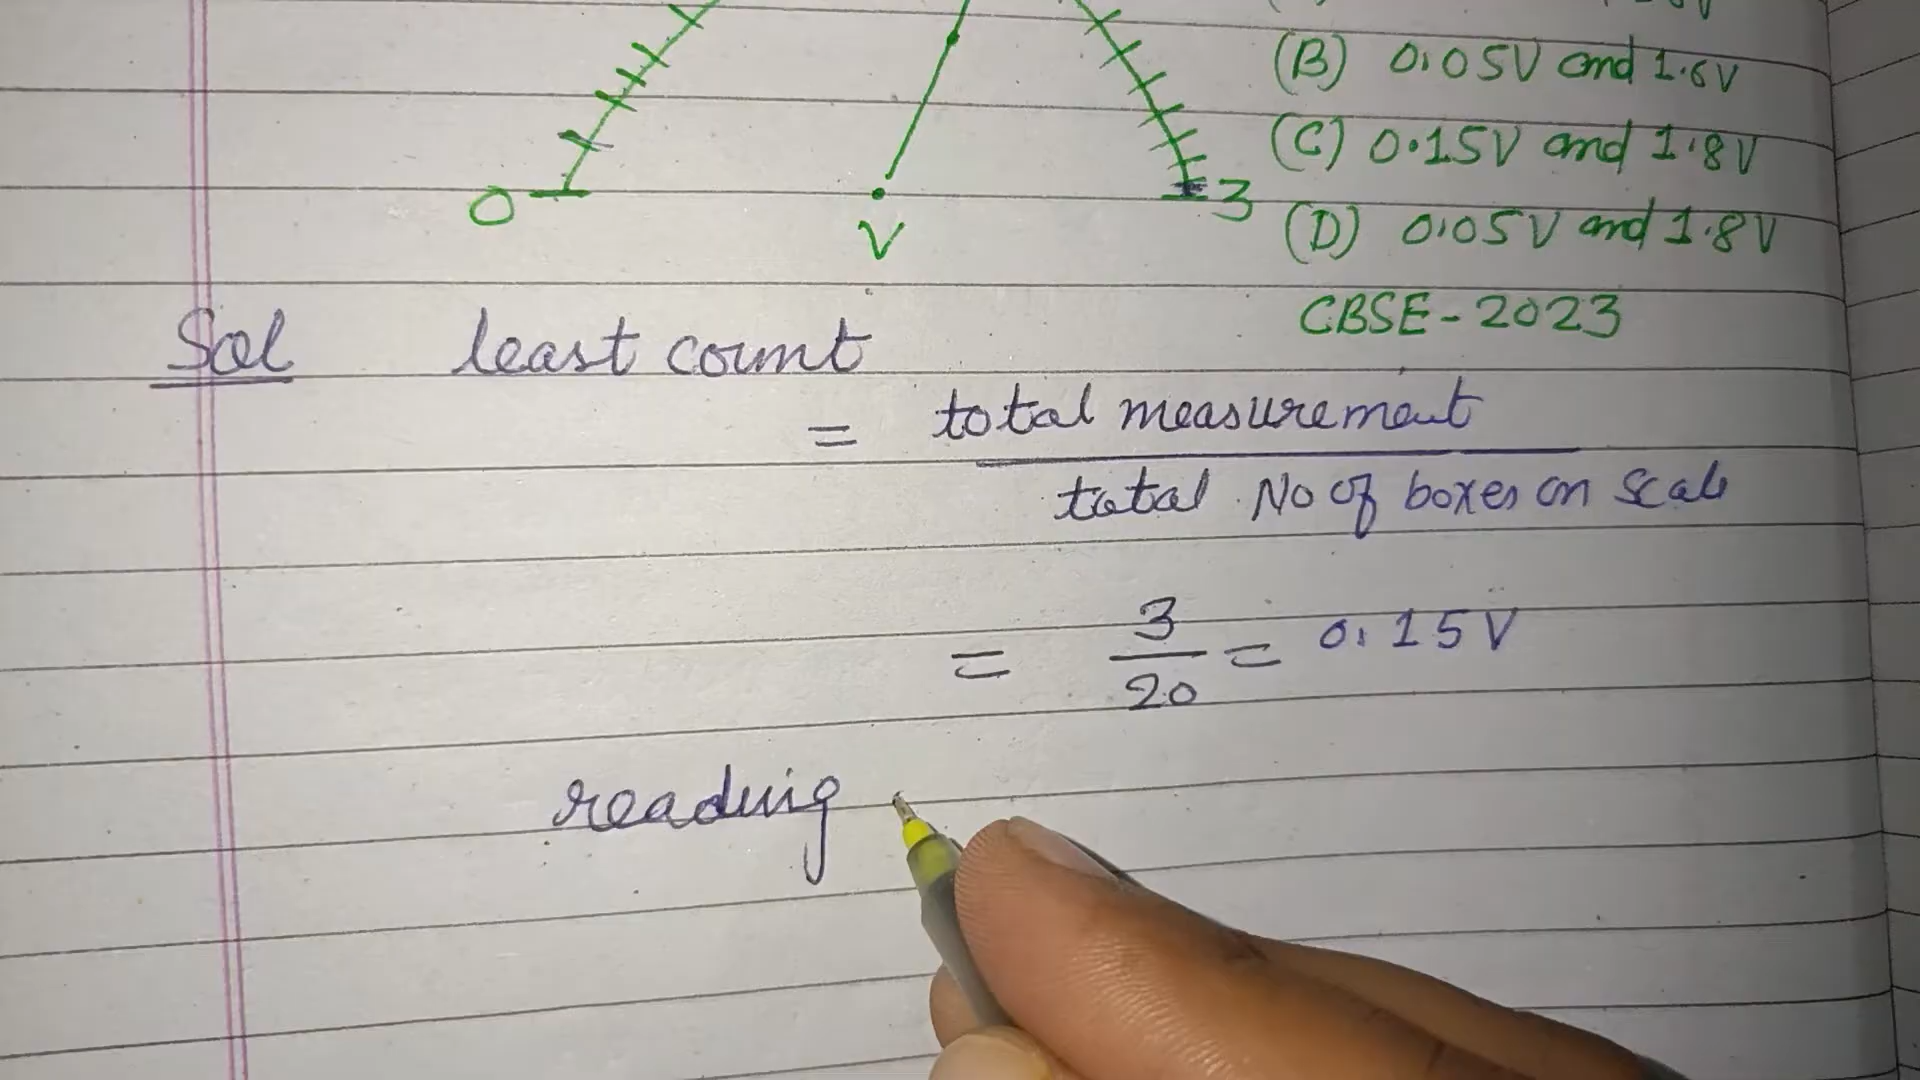 (B) 0.05V and 1.6V
(C) 0.15V and 1.8V
0 3
(D) 0.05V and 1.8V
V
CBSE-2023
Sol least count
= total measurement
total No of boxes on scale
= 3
20 = 0.15V
reading